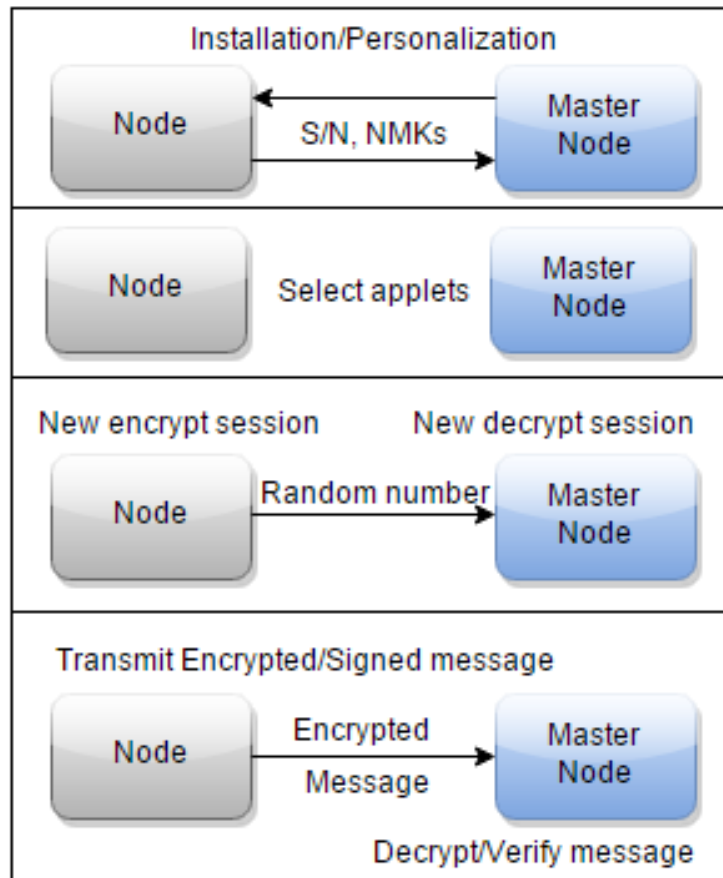 Installation/Personalization
Node
S/N, NMKs
Master
Node
Node
Select applets
Master
Node
New encrypt session
New decrypt session
Node
Random number
Master
Node
Transmit Encrypted/Signed message
Node
Encrypted
Message
Master
Node
Decrypt/Verify message